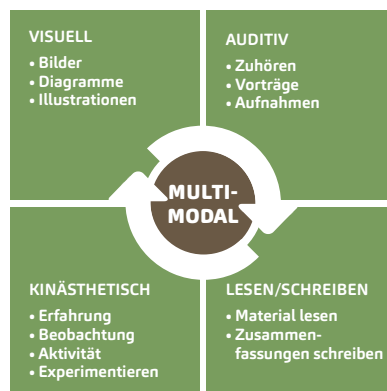 VISUELL
• Bilder
• Diagramme
• Illustrationen
AUDITIV
• Zuhören
• Vorträge
• Aufnahmen
MULTI-
MODAL
KINÄSTHETISCH
• Erfahrung
• Beobachtung
• Aktivität
• Experimentieren
LESEN/SCHREIBEN
• Material lesen
• Zusammen-
fassungen schreiben